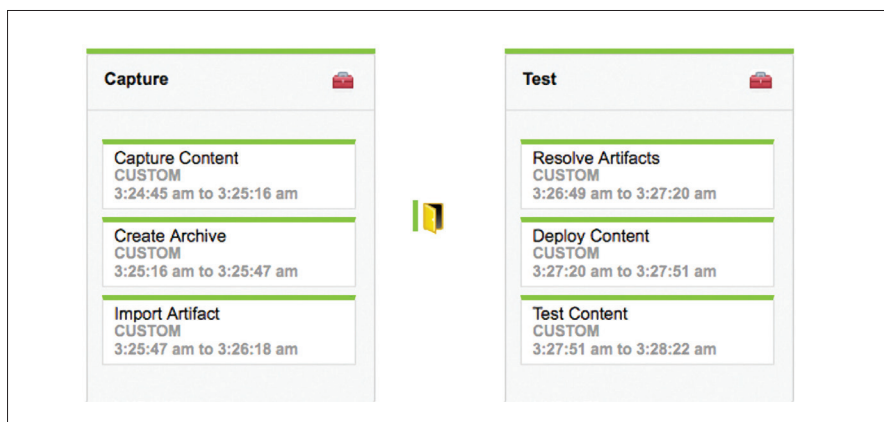 Capture
Capture Content
CUSTOM
3:24:45 am to 3:25:16 am
Create Archive
CUSTOM
3:25:16 am to 3:25:47 am
Import Artifact
CUSTOM
3:25:47 am to 3:26:18 am
Test
Resolve Artifacts
CUSTOM
3:26:49 am to 3:27:20 am
Deploy Content
CUSTOM
3:27:20 am to 3:27:51 am
Test Content
CUSTOM
3:27:51 am to 3:28:22 am